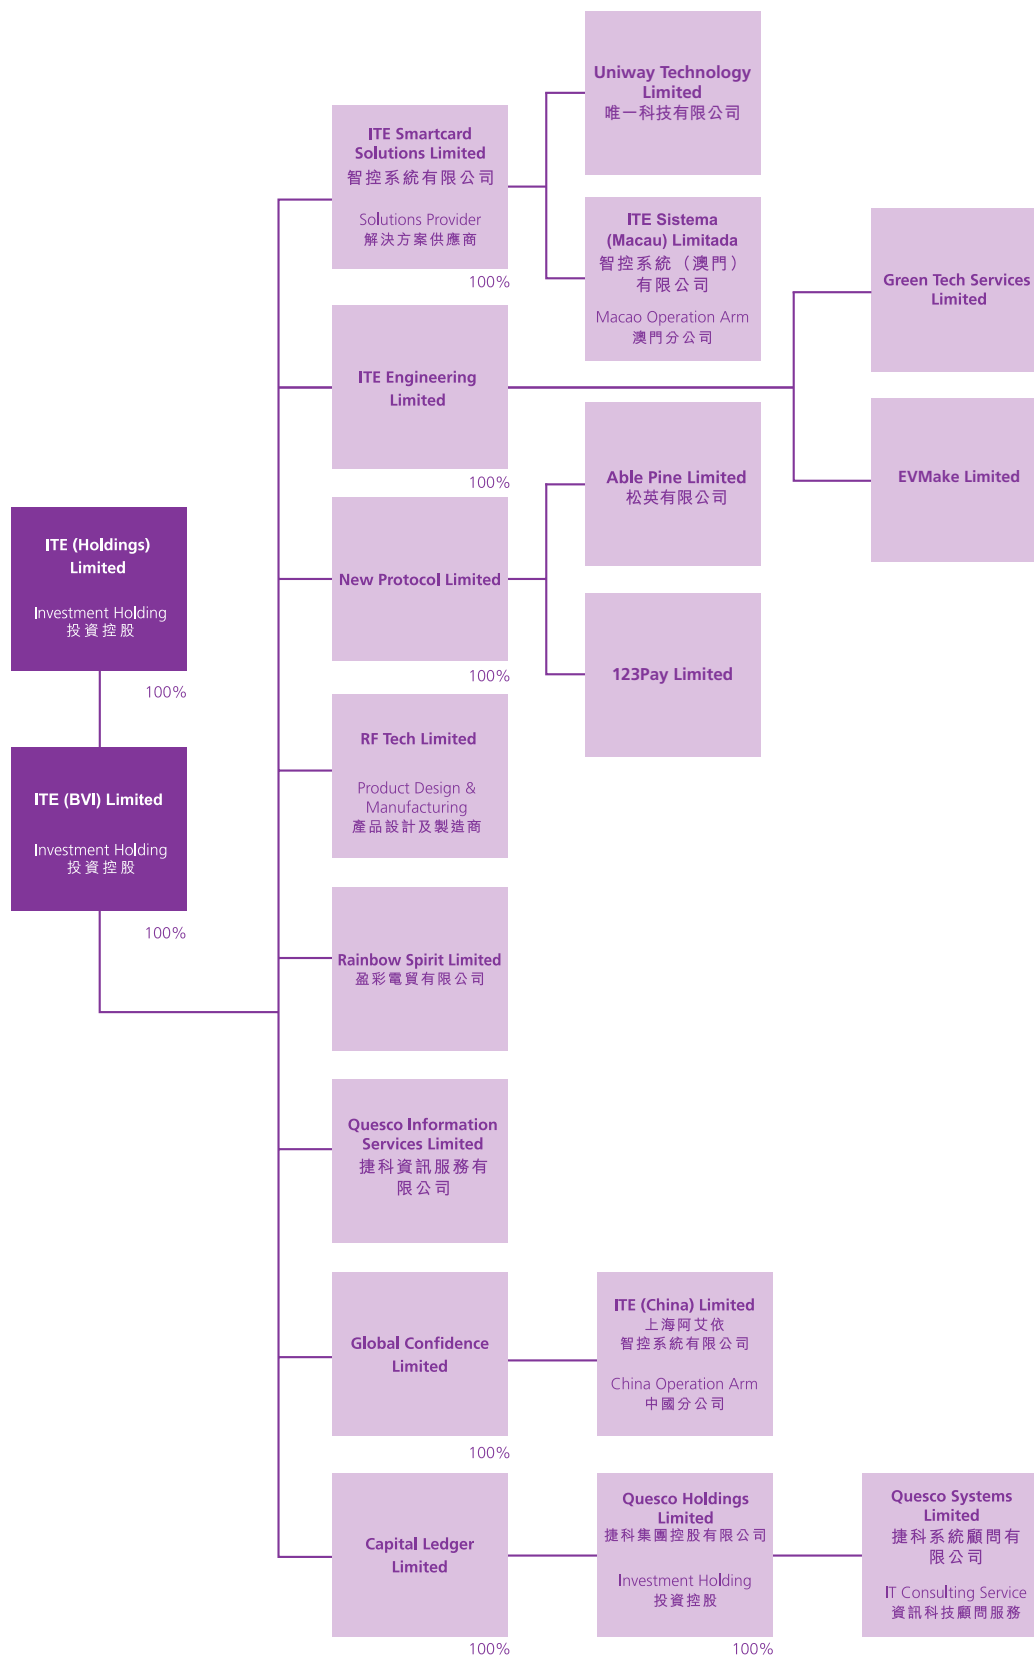 ITE (Holdings)
Limited
Investment Holding
投資控股
100%
ITE (BVI) Limited
Investment Holding
投資控股
100%
ITE Smartcard
Solutions Limited
智控系統有限公司
Solutions Provider
解決方案供應商
100%
Uniway Technology
Limited
唯一科技有限公司
ITE Sistema
(Macau) Limitada
智控系統（澳門）
有限公司
Macao Operation Arm
澳門分公司
ITE Engineering
Limited
100%
Green Tech Services
Limited
EVMake Limited
New Protocol Limited
100%
Able Pine Limited
松英有限公司
123Pay Limited
RF Tech Limited
Product Design &
Manufacturing
產品設計及製造商
Rainbow Spirit Limited
盈彩電貿有限公司
Quesco Information
Services Limited
捷科資訊服務有
限公司
Global Confidence
Limited
100%
ITE (China) Limited
上海阿艾依
智控系統有限公司
China Operation Arm
中國分公司
Capital Ledger
Limited
100%
Quesco Holdings
Limited
捷科集團控股有限公司
Investment Holding
投資控股
100%
Quesco Systems
Limited
捷科系統顧問有
限公司
IT Consulting Service
資訊科技顧問服務